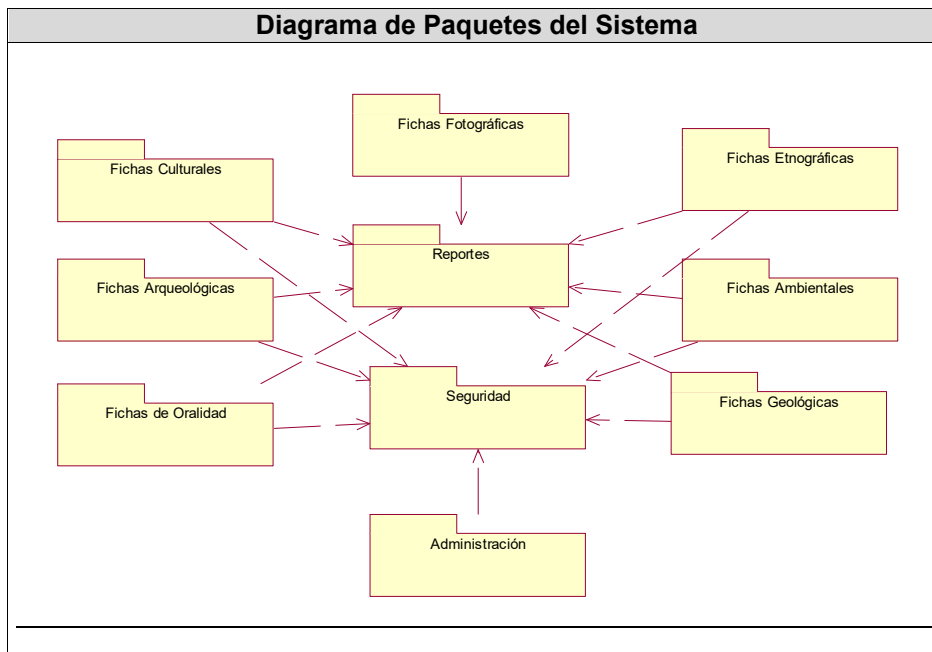 Diagrama de Paquetes del Sistema
Fichas Fotográficas
Fichas Culturales
Fichas Etnográficas
Reportes
Fichas Arqueológicas
Fichas Ambientales
Seguridad
Fichas de Oralidad
Fichas Geológicas
Administración